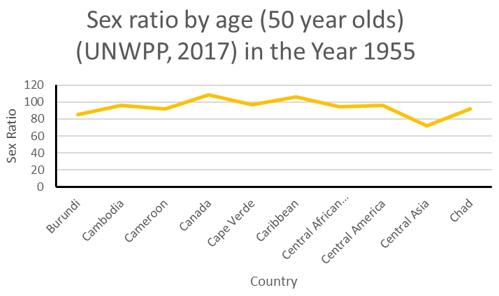 Sex ratio by age (50 year olds)
(UNWPP, 2017) in the Year 1955
120
100
80
60
40
20
0
Sex Ratio
Burundi
Cambodia
Cameroon
Canada
Cape Verde
Caribbean
Central African...
Central America
Central Asia
Chad
Country